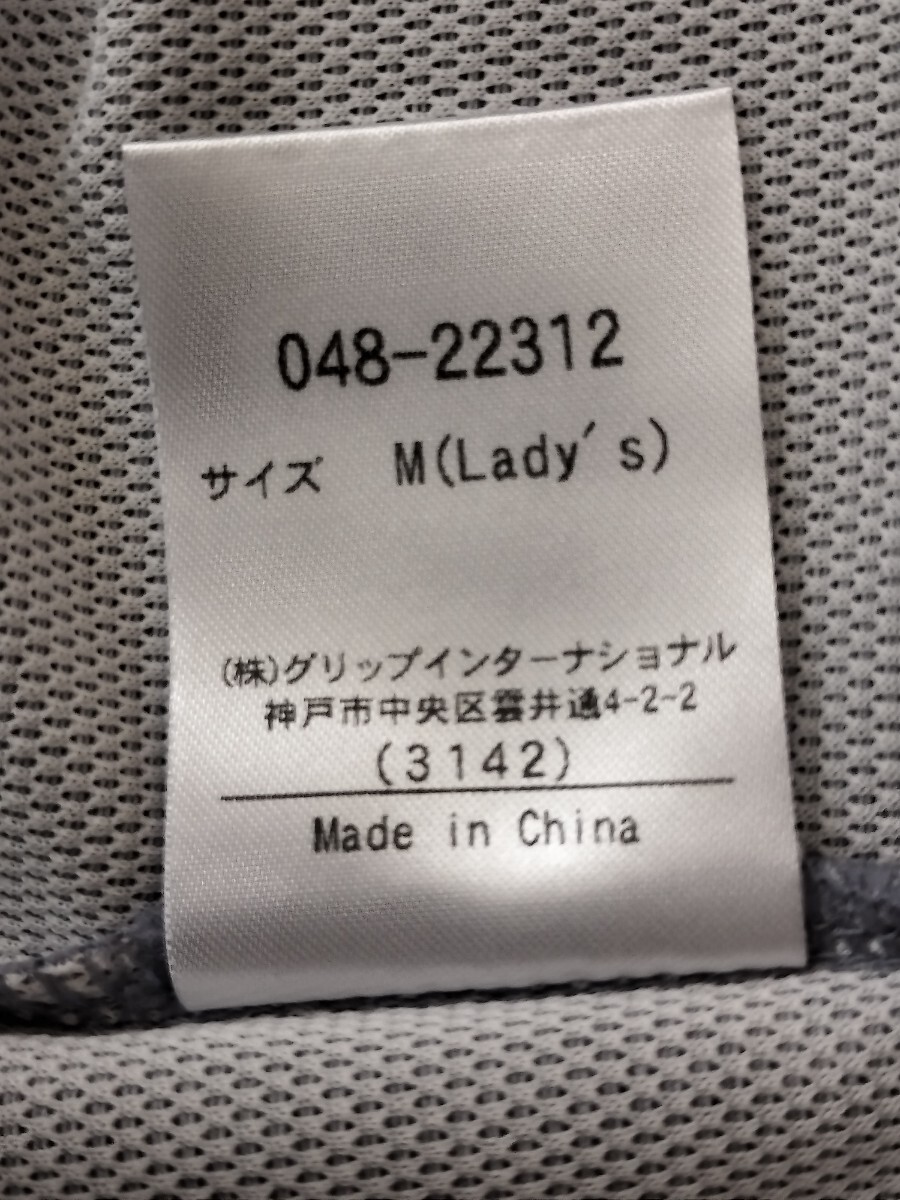 048-22312
サイズ M(Lady's)
(株)グリップインターナショナル
神戸市中央区雲井通4-2-2
(3142)
Made in China